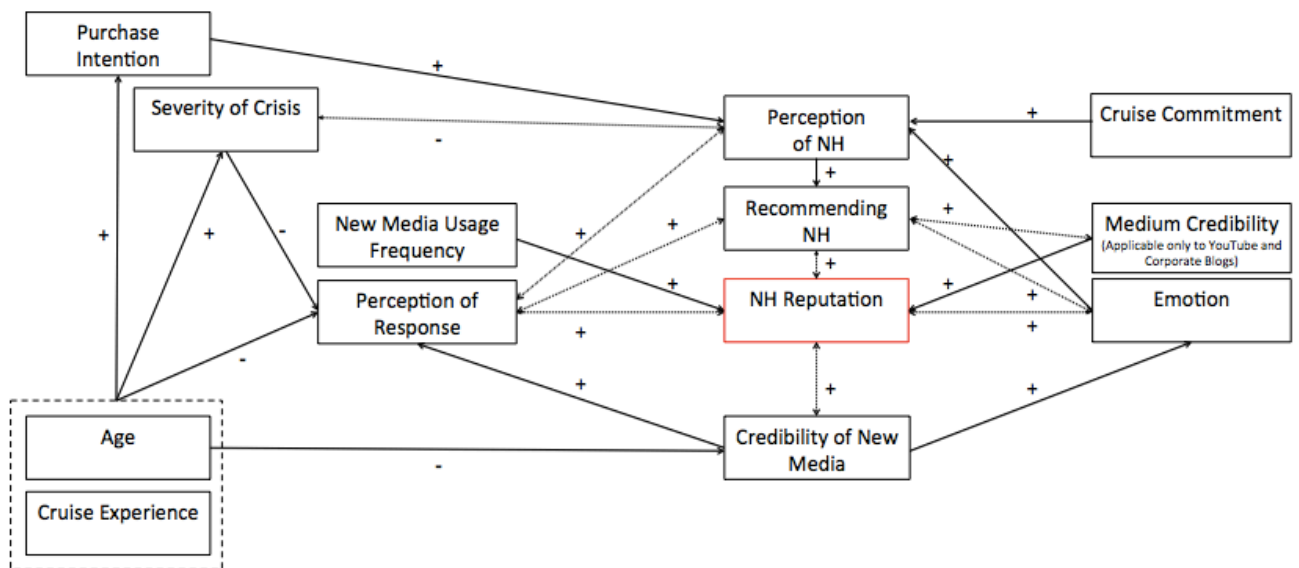 Purchase
Intention
+
Severity of Crisis
-
Perception
of NH
+
Cruise Commitment
+
+
Recommending
NH
+
+
New Media Usage
Frequency
+
+
+
-
+
Medium Credibility
(Applicable only to YouTube and
Corporate Blogs)
+
NH Reputation
+
+
+
Emotion
Perception of
Response
+
+
-
+
+
+
Age
-
Credibility of New
Media
Cruise Experience